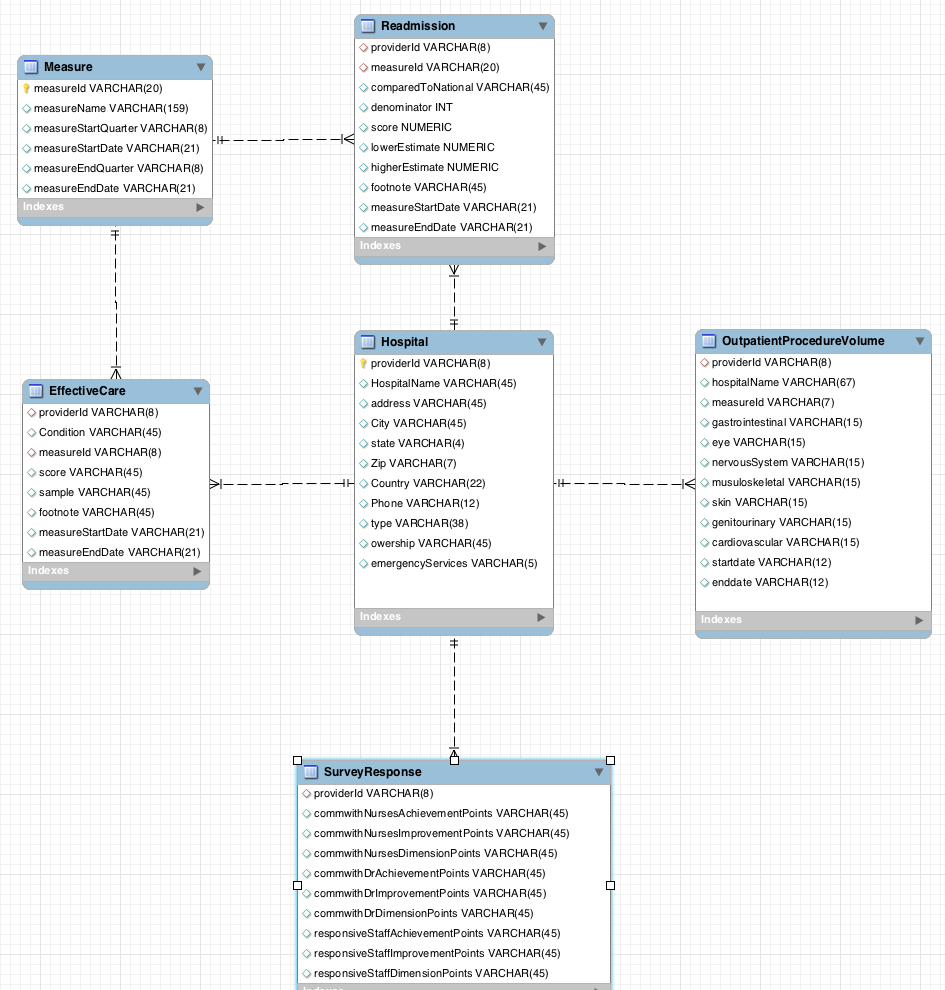 Readmission
providerId VARCHAR(8)
measureId VARCHAR(20)
comparedToNational VARCHAR(45)
denominator INT
score NUMERIC
lowerEstimate NUMERIC
higherEstimate NUMERIC
footnote VARCHAR(45)
measureStartDate VARCHAR(21)
measureEndDate VARCHAR(21)
Indexes
Measure
measureId VARCHAR(20)
measureName VARCHAR(159)
measureStartQuarter VARCHAR(8)
measureStartDate VARCHAR(21)
measureEndQuarter VARCHAR(8)
measureEndDate VARCHAR(21)
Indexes
Hospital
providerId VARCHAR(8)
HospitalName VARCHAR(45)
address VARCHAR(45)
City VARCHAR(45)
state VARCHAR(4)
Zip VARCHAR(7)
Country VARCHAR(22)
Phone VARCHAR(12)
type VARCHAR(38)
owership VARCHAR(45)
emergencyServices VARCHAR(5)
Indexes
OutpatientProcedureVolume
providerId VARCHAR(8)
hospitalName VARCHAR(67)
measureId VARCHAR(7)
gastrointestinal VARCHAR(15)
eye VARCHAR(15)
nervousSystem VARCHAR(15)
musuloskeletal VARCHAR(15)
skin VARCHAR(15)
genitourinary VARCHAR(15)
cardiovascular VARCHAR(15)
startdate VARCHAR(12)
enddate VARCHAR(12)
Indexes
EffectiveCare
providerId VARCHAR(8)
Condition VARCHAR(45)
measureId VARCHAR(8)
score VARCHAR(45)
sample VARCHAR(45)
footnote VARCHAR(45)
measureStartDate VARCHAR(21)
measureEndDate VARCHAR(21)
Indexes
SurveyResponse
providerId VARCHAR(8)
commwithNursesAchievementPoints VARCHAR(45)
commwithNursesImprovementPoints VARCHAR(45)
commwithNursesDimensionPoints VARCHAR(45)
commwithDrAchievementPoints VARCHAR(45)
commwithDrImprovementPoints VARCHAR(45)
commwithDrDimensionPoints VARCHAR(45)
responsiveStaffAchievementPoints VARCHAR(45)
responsiveStaffImprovementPoints VARCHAR(45)
responsiveStaffDimensionPoints VARCHAR(45)